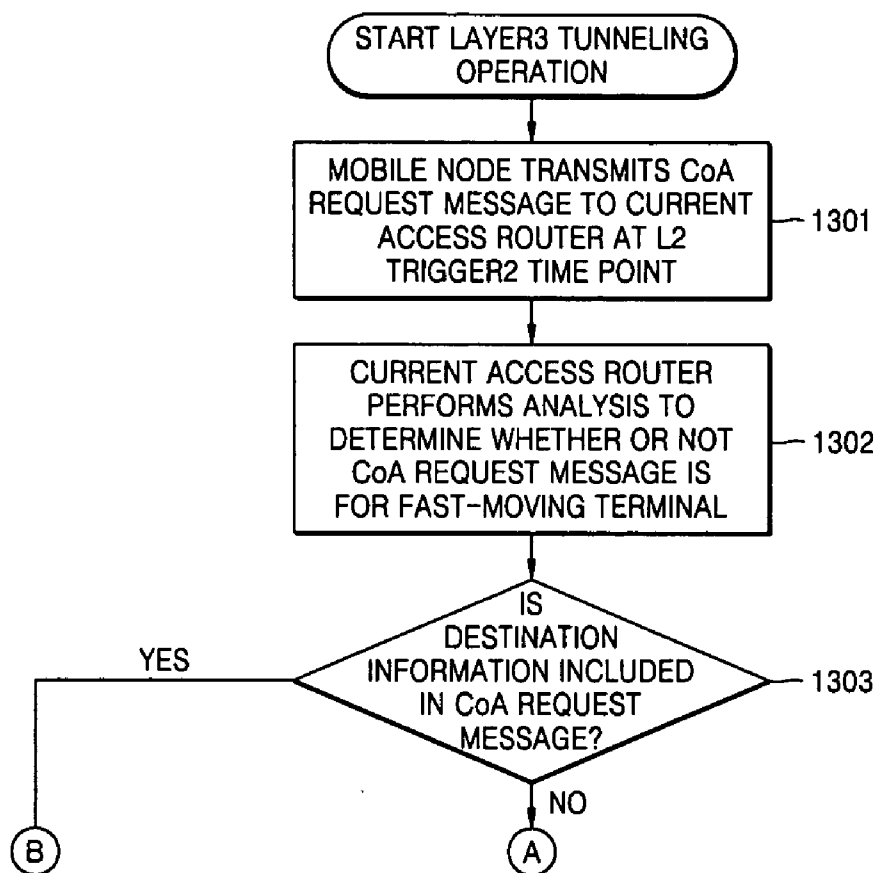 START LAYER3 TUNNELING
OPERATION
MOBILE NODE TRANSMITS CoA
REQUEST MESSAGE TO CURRENT
ACCESS ROUTER AT L2
TRIGGER2 TIME POINT
1301
CURRENT ACCESS ROUTER
PERFORMS ANALYSIS TO
DETERMINE WHETHER OR NOT
CoA REQUEST MESSAGE IS
FOR FAST-MOVING TERMINAL
1302
IS
DESTINATION
INFORMATION INCLUDED
IN CoA REQUEST
MESSAGE?
1303
YES
NO
B
A